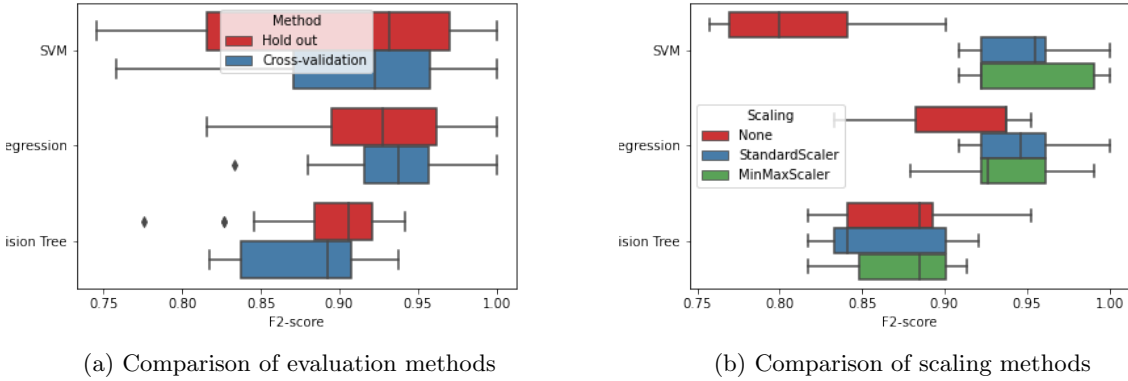 Method
Hold out
Cross-validation
SVM
egression
ision Tree
0.75 0.80 0.85 0.90 0.95 1.00
F2-score
(a) Comparison of evaluation methods
SVM
egression
ision Tree
Scaling
None
StandardScaler
MinMaxScaler
0.75 0.80 0.85 0.90 0.95 1.00
F2-score
(b) Comparison of scaling methods